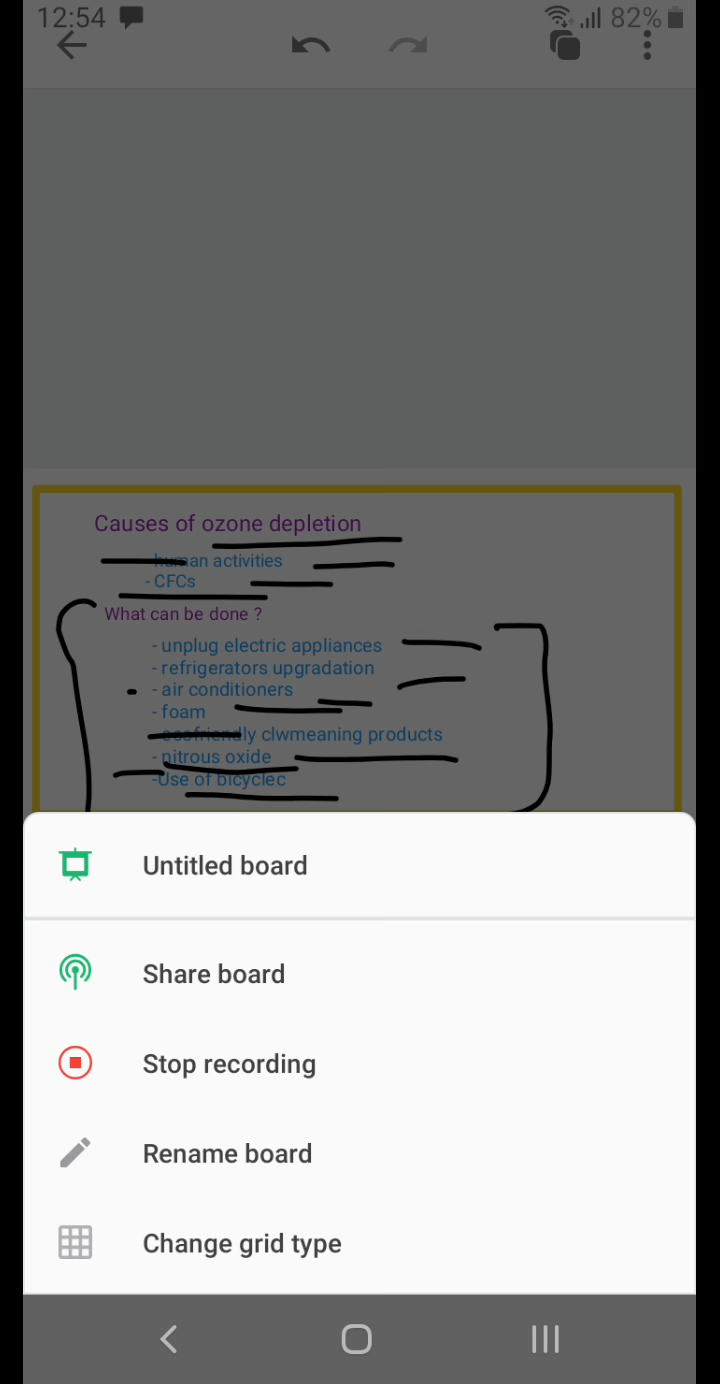 12:54 82%
Causes of ozone depletion
human activities
- CFCs
What can be done ?
- unplug electric appliances
- refrigerators upgradation
- air conditioners
- foam
ecofriendly clwmeaning products
- nitrous oxide
-Use of bicyclec
Untitled board
Share board
Stop recording
Rename board
Change grid type